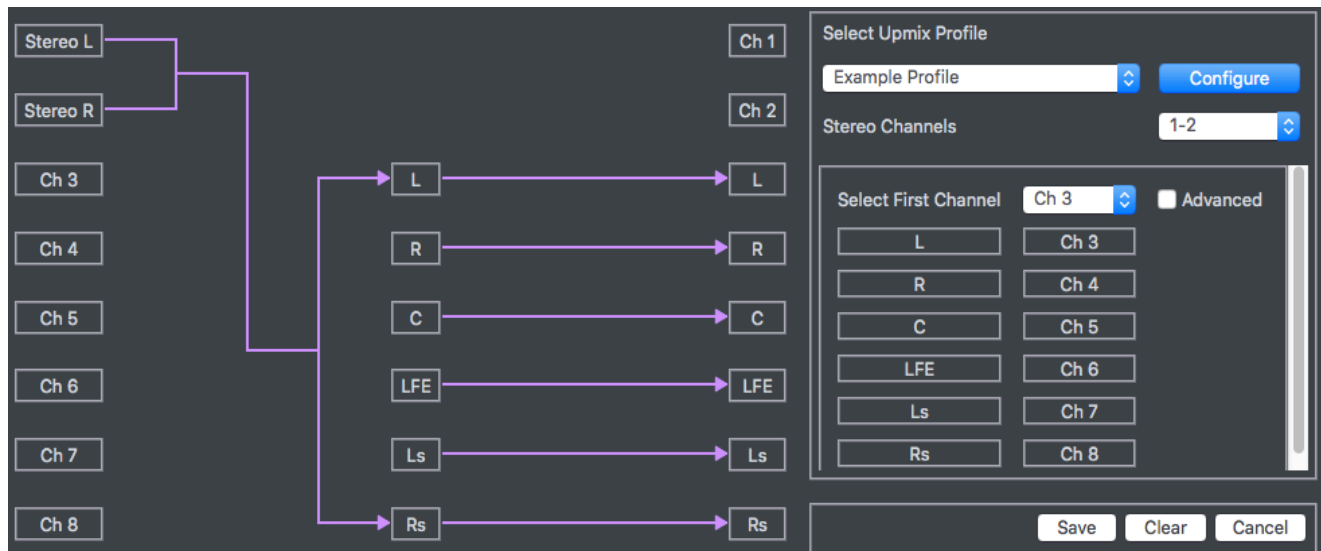 Stereo L
Ch 1
Stereo R
Ch 2
Ch 3
L
L
Ch 4
R
R
Ch 5
C
C
Ch 6
LFE
LFE
Ch 7
Ls
Ls
Ch 8
Rs
Rs
Select Upmix Profile
Example Profile
Configure
Stereo Channels
1-2
Select First Channel
Ch 3
Advanced
L
Ch 3
R
Ch 4
C
Ch 5
LFE
Ch 6
Ls
Ch 7
Rs
Ch 8
Save
Clear
Cancel